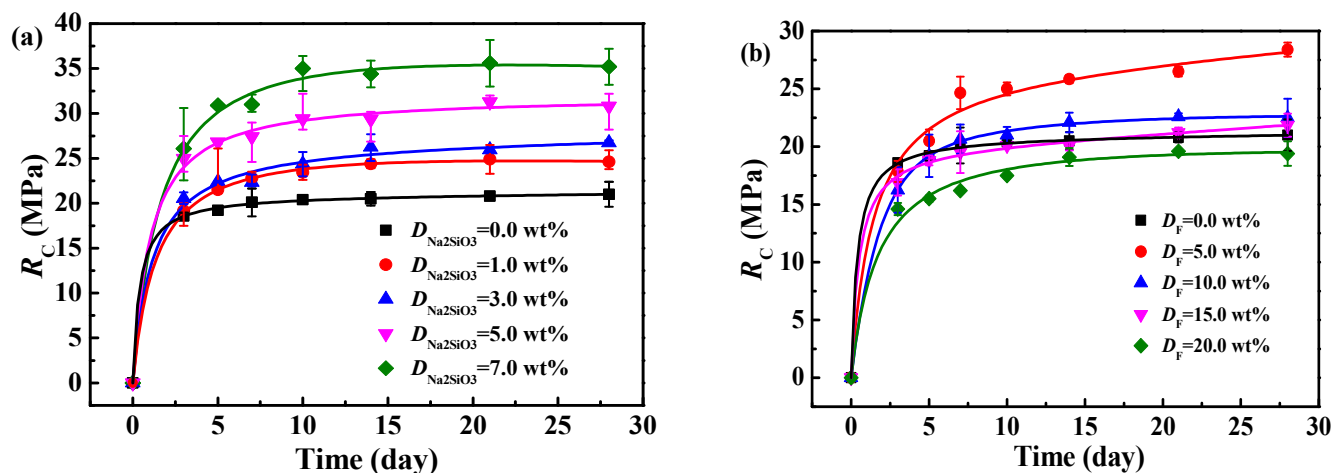 (a)
R_C (MPa)
40
35
30
25
20
15
10
5
0
D_Na2SiO3=0.0 wt%
D_Na2SiO3=1.0 wt%
D_Na2SiO3=3.0 wt%
D_Na2SiO3=5.0 wt%
D_Na2SiO3=7.0 wt%
0 5 10 15 20 25 30
Time (day)
(b)
R_C (MPa)
30
25
20
15
10
5
0
D_F=0.0 wt%
D_F=5.0 wt%
D_F=10.0 wt%
D_F=15.0 wt%
D_F=20.0 wt%
0 5 10 15 20 25 30
Time (day)